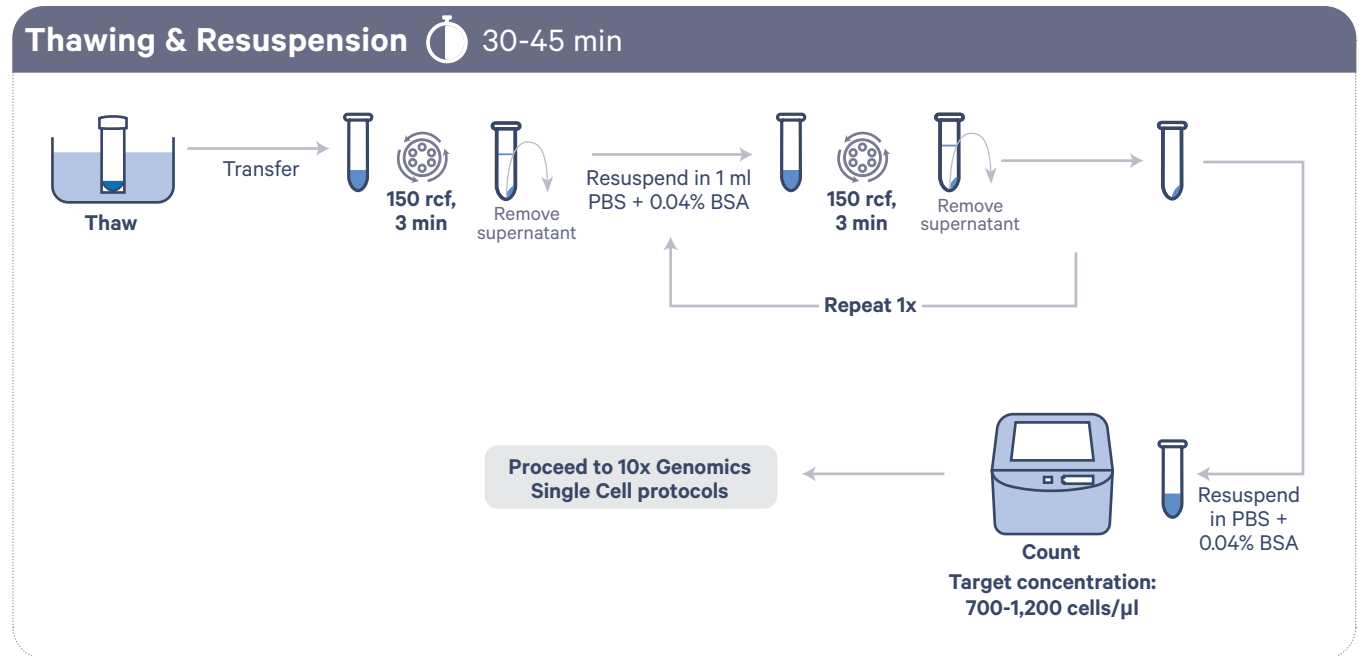 Thawing & Resuspension 30-45 min
Thaw
Transfer
150 rcf,
3 min
Remove
supernatant
Resuspend in 1 ml
PBS + 0.04% BSA
150 rcf,
3 min
Remove
supernatant
Repeat 1x
Resuspend
in PBS +
0.04% BSA
Count
Target concentration:
700-1,200 cells/µl
Proceed to 10x Genomics
Single Cell protocols